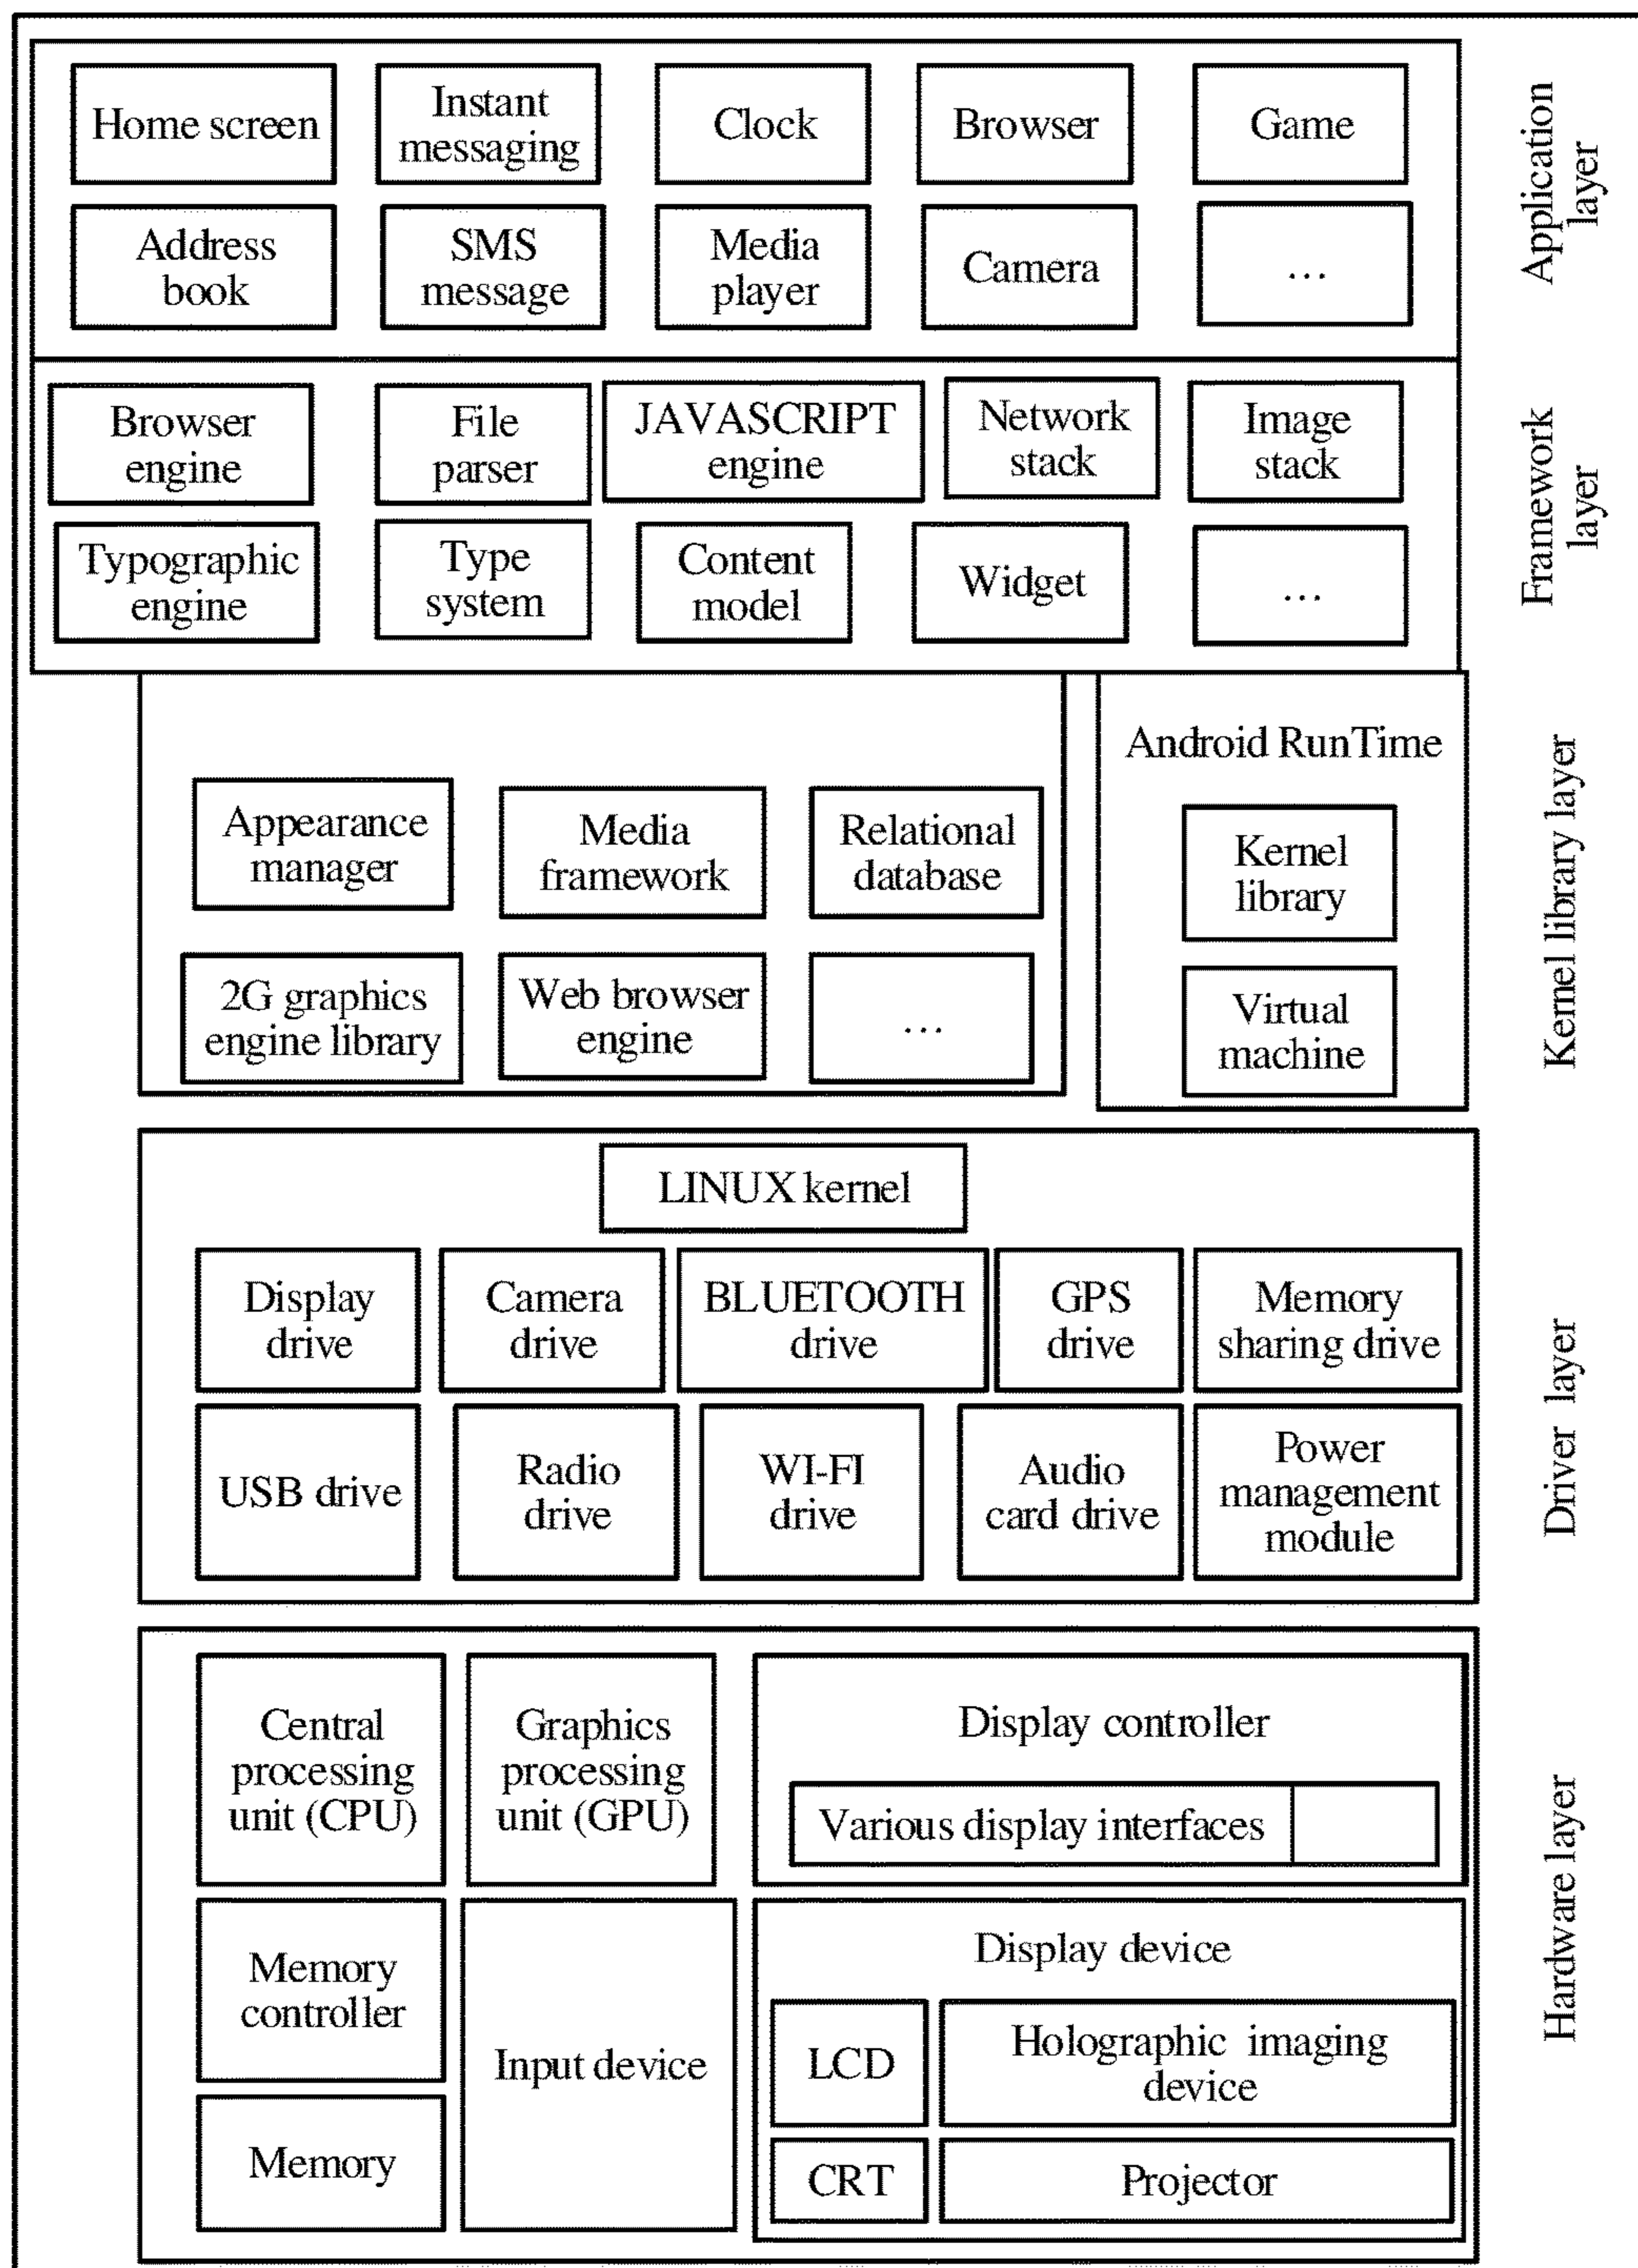 Home screen
Instant
messaging
Clock
Browser
Game
Address
book
SMS
message
Media
player
Camera
...
Application
layer
Browser
engine
File
parser
JAVASCRIPT
engine
Network
stack
Image
stack
Typographic
engine
Type
system
Content
model
Widget
...
Framework
layer
Appearance
manager
Media
framework
Relational
database
2G graphics
engine library
Web browser
engine
...
Android RunTime
Kernel
library
Virtual
machine
Kernel library layer
LINUX kernel
Display
drive
Camera
drive
BLUETOOTH
drive
GPS
drive
Memory
sharing drive
USB drive
Radio
drive
WI-FI
drive
Audio
card drive
Power
management
module
Driver layer
Central
processing
unit (CPU)
Graphics
processing
unit (GPU)
Display controller
Various display interfaces
Memory
controller
Memory
Input device
Display device
LCD
Holographic imaging
device
CRT
Projector
Hardware layer